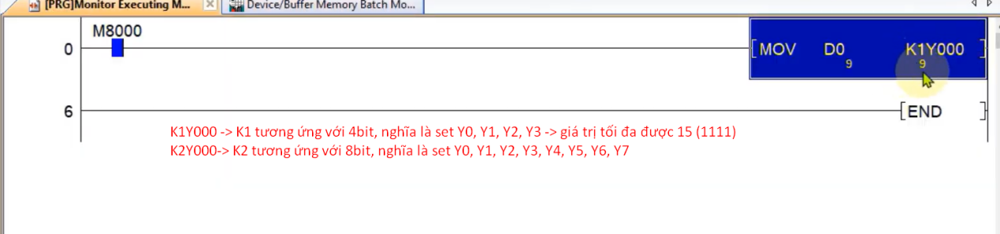 [PRG]Monitor Executing M...
Device/Buffer Memory Batch Mo...
M8000
0
[MOV D0 K1Y000 ]
9 9
6
[END ]
K1Y000 -> K1 tương ứng với 4bit, nghĩa là set Y0, Y1, Y2, Y3 -> giá trị tối đa được 15 (1111)
K2Y000-> K2 tương ứng với 8bit, nghĩa là set Y0, Y1, Y2, Y3, Y4, Y5, Y6, Y7